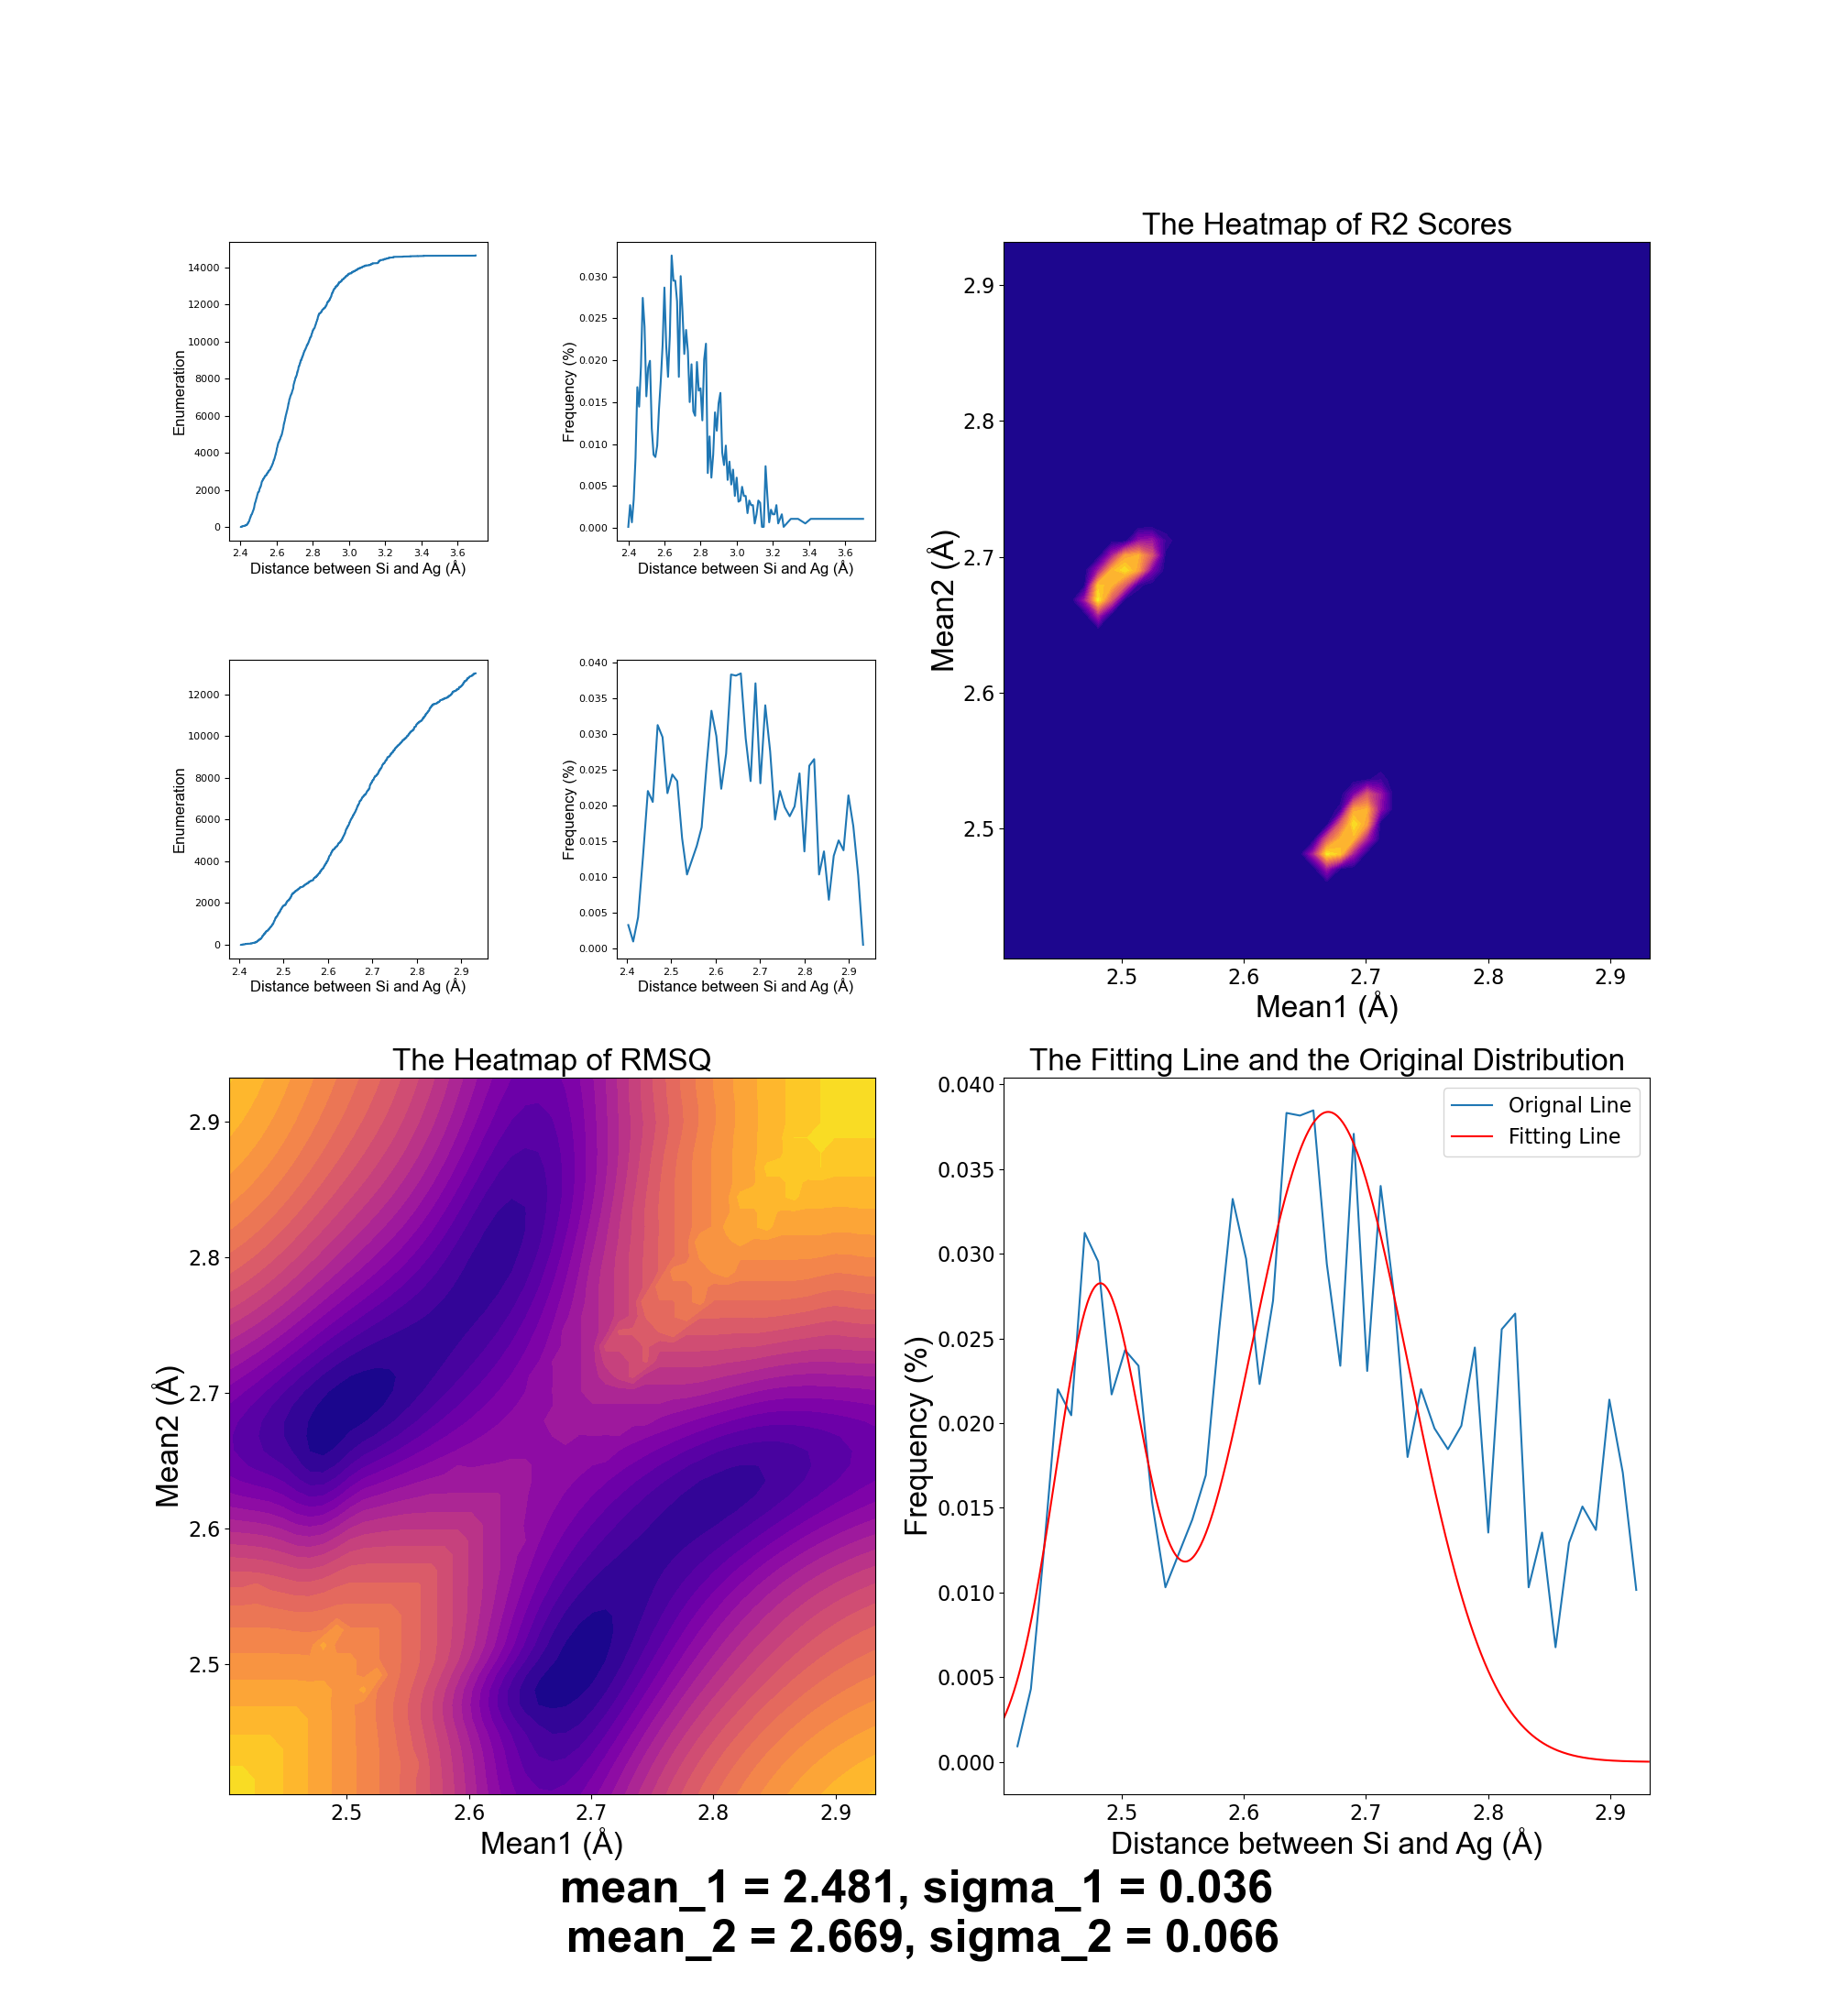 14000
12000
10000
8000
6000
4000
2000
0
Enumeration
2.4 2.6 2.8 3.0 3.2 3.4 3.6
Distance between Si and Ag (Å)
0.030
0.025
0.020
0.015
0.010
0.005
0.000
Frequency (%)
2.4 2.6 2.8 3.0 3.2 3.4 3.6
Distance between Si and Ag (Å)
The Heatmap of R2 Scores
2.9
2.8
2.7
2.6
2.5
Mean2 (Å)
2.5 2.6 2.7 2.8 2.9
Mean1 (Å)
12000
10000
8000
6000
4000
2000
0
Enumeration
2.4 2.5 2.6 2.7 2.8 2.9
Distance between Si and Ag (Å)
0.040
0.035
0.030
0.025
0.020
0.015
0.010
0.005
0.000
Frequency (%)
2.4 2.5 2.6 2.7 2.8 2.9
Distance between Si and Ag (Å)
The Heatmap of RMSQ
2.9
2.8
2.7
2.6
2.5
Mean2 (Å)
2.5 2.6 2.7 2.8 2.9
Mean1 (Å)
The Fitting Line and the Original Distribution
0.040
0.035
0.030
0.025
0.020
0.015
0.010
0.005
0.000
Frequency (%)
Orignal Line
Fitting Line
2.5 2.6 2.7 2.8 2.9
Distance between Si and Ag (Å)
mean_1 = 2.481, sigma_1 = 0.036
mean_2 = 2.669, sigma_2 = 0.066